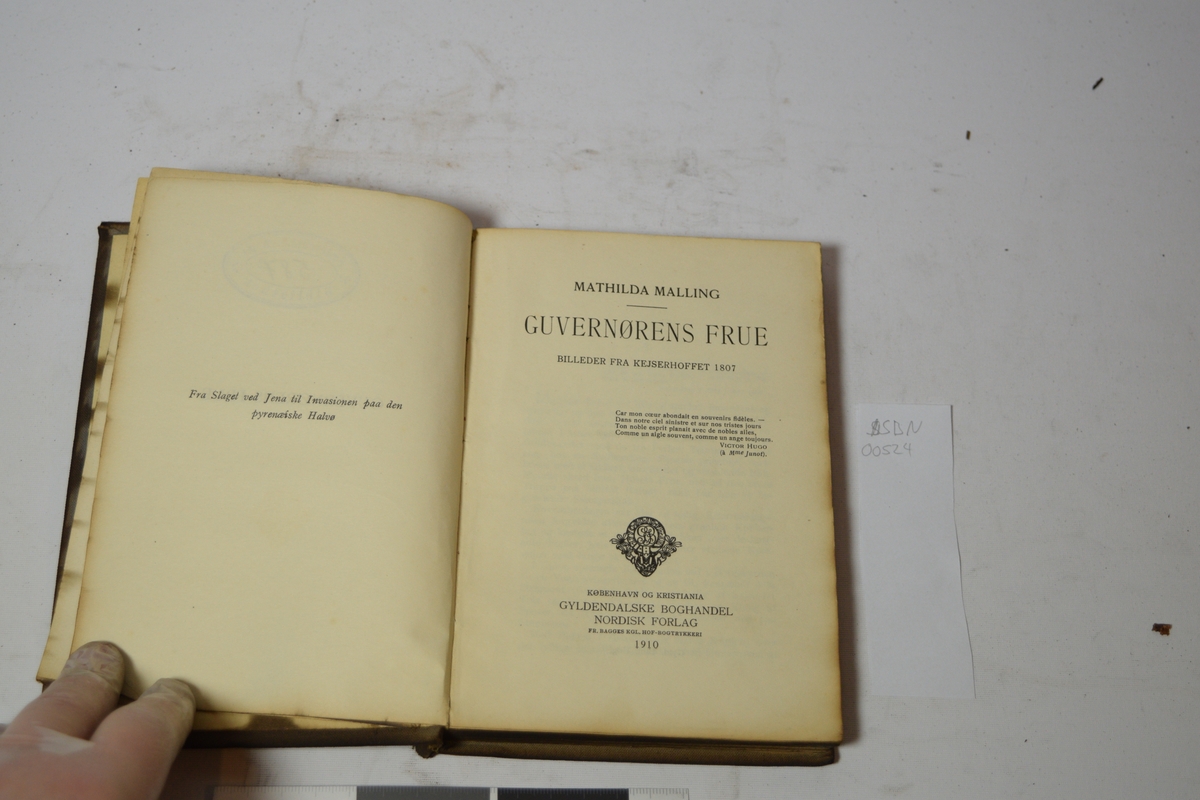 Fra Slaget ved Jena til Invasionen paa den
pyrenæiske Halvø
MATHILDA MALLING
GUVERNØRENS FRUE
BILLEDER FRA KEJSERHOFFET 1807
Car mon cœur abondait en souvenirs fidèles. —
Dans notre ciel sinistre et sur nos tristes jours
Ton noble esprit planait avec de nobles ailes,
Comme un aigle souvent, comme un ange toujours.
VICTOR HUGO
(à Mme Junot).
KØBENHAVN OG KRISTIANIA
GYLDENDALSKE BOGHANDEL
NORDISK FORLAG
FR. BAGGES KGL. HOF-BOGTRYKKERI
1910
00524